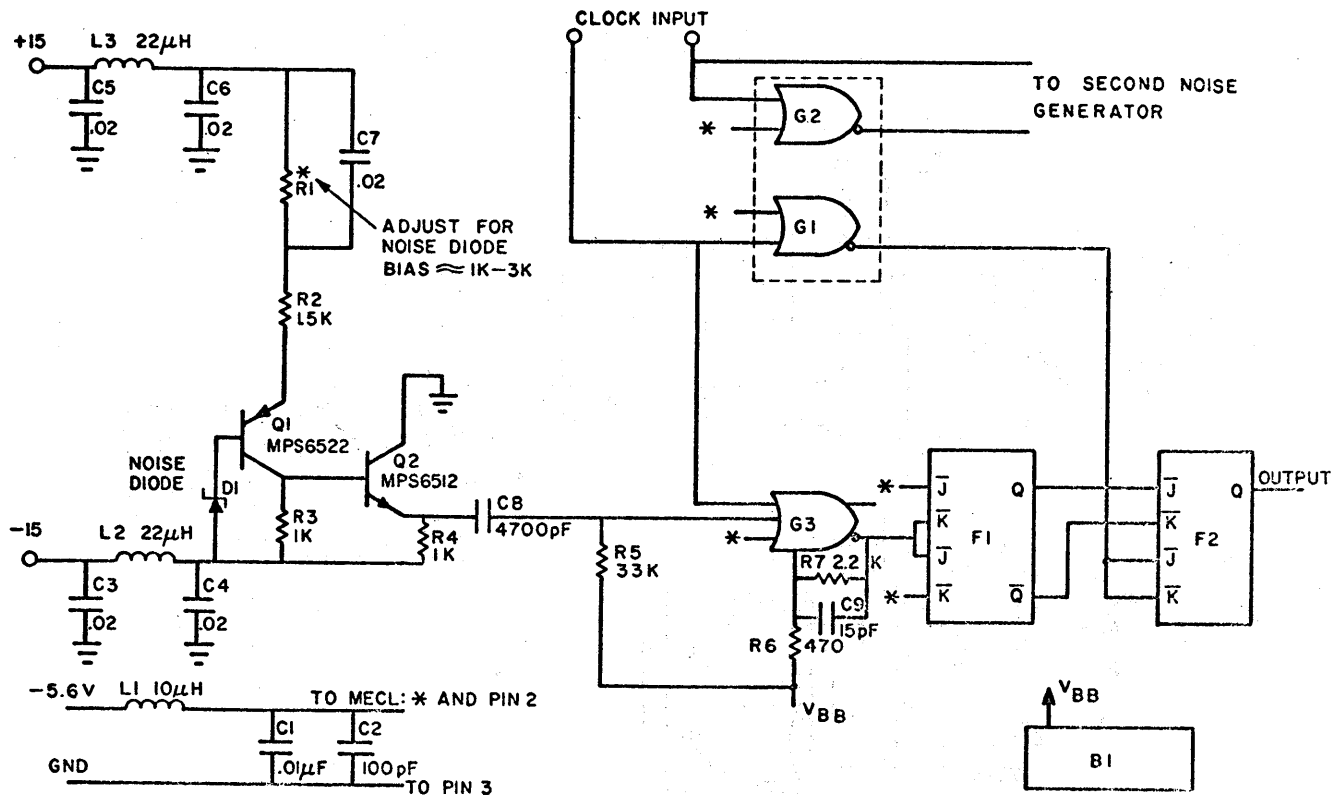 CLOCK INPUT
+15
L3 22µH
C5
.02
C6
.02
C7
.02
*
R1
ADJUST FOR
NOISE DIODE
BIAS ≈ 1K-3K
R2
1.5K
TO SECOND NOISE
GENERATOR
G2
*
*
G1
Q1
MPS6522
Q2
MPS6512
NOISE
DIODE
D1
R3
1K
R4
1K
C8
4700pF
R5
33K
-15
L2 22µH
C3
.02
C4
.02
G3
*
R7 2.2 K
C9
15pF
R6 470
V BB
*
J̅ Q
K̅
F1
J̅
*
K̅ Q̅
J̅ Q
K̅
F2
J̅
K̅
OUTPUT
-5.6V
L1 10µH
TO MECL: * AND PIN 2
C1
.01µF
C2
100pF
GND
TO PIN 3
V BB
B1